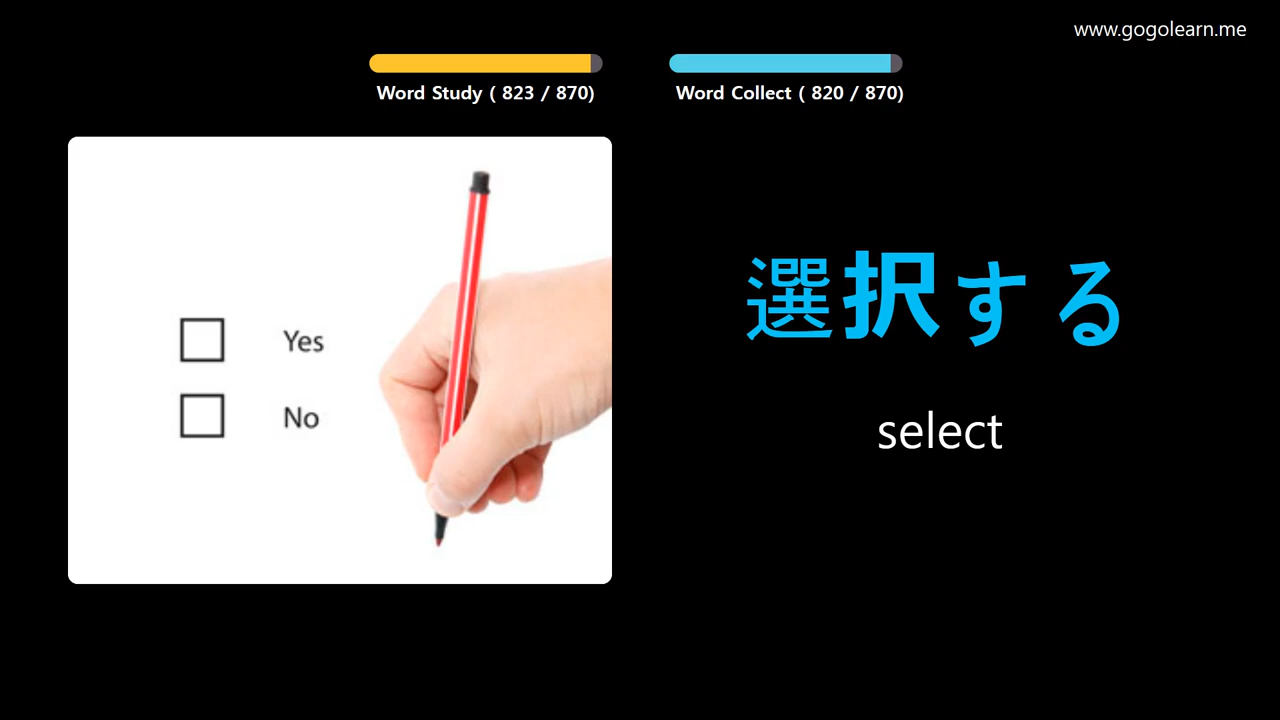 www.gogolearn.me
Word Study ( 823 / 870)
Word Collect ( 820 / 870)
Yes
No
選択する
select